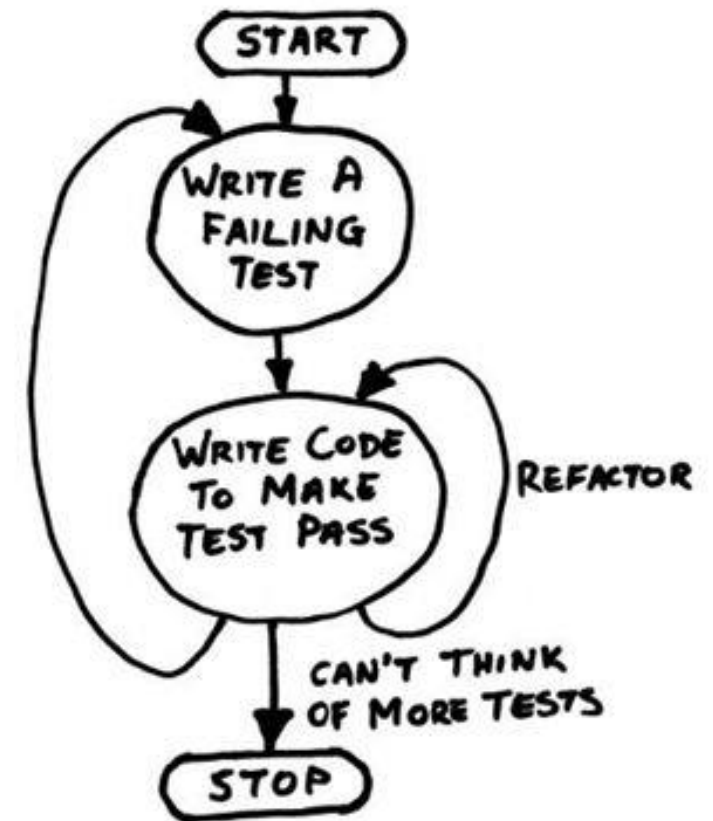 START
WRITE A
FAILING
TEST
WRITE CODE
TO MAKE
TEST PASS
REFACTOR
CAN'T THINK
OF MORE TESTS
STOP